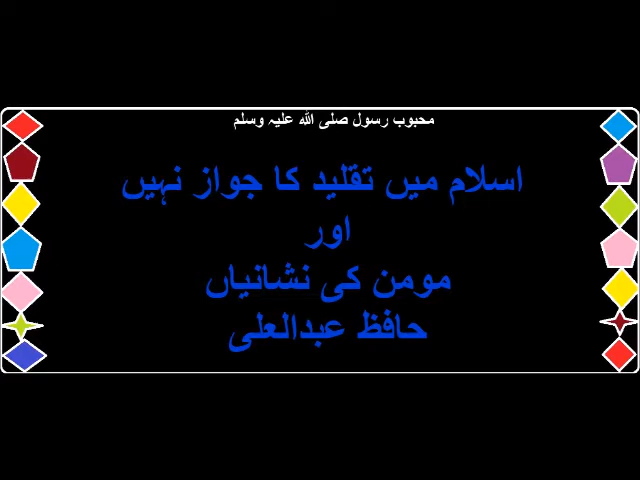 محبوب رسول صلی اللہ علیہ وسلم
اسلام میں تقلید کا جواز نہیں
اور
مومن کی نشانیاں
حافظ عبدالعلی